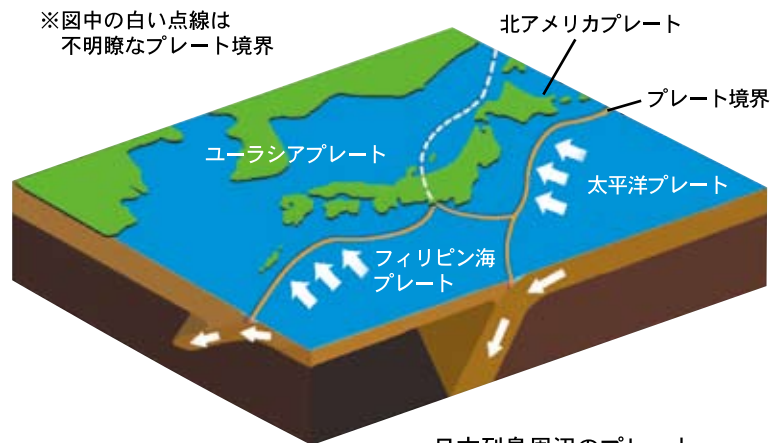 ※図中の白い点線は
不明瞭なプレート境界
北アメリカプレート
プレート境界
ユーラシアプレート
太平洋プレート
フィリピン海
プレート